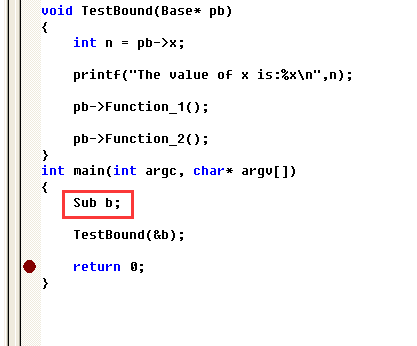 void TestBound(Base* pb)
{
int n = pb->x;
printf("The value of x is:%x\n",n);
pb->Function_1();
pb->Function_2();
}
int main(int argc, char* argv[])
{
Sub b;
TestBound(&b);
return 0;
}